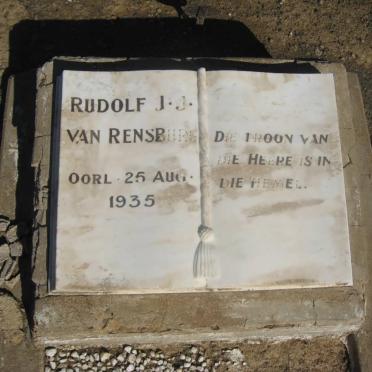 RUDOLF J. J.
VAN RENSBURG
OORL. 25 AUG.
1935
DIE TROON VAN
DIE HEERE IS IN
DIE HEMEL.